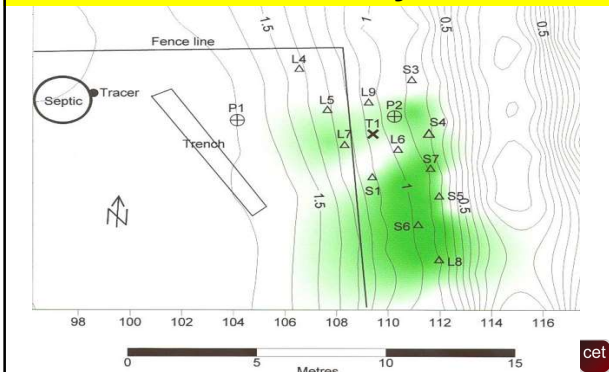 1.5
1
0.5
Fence line
L4
S3
Septic
Tracer
P1
L5
L9
P2
T1
S4
Trench
L7
L6
S7
S1
1
S5
0.5
1.5
N
S6
L8
98 100 102 104 106 108 110 112 114 116
0 5 10 15
Metres
cet